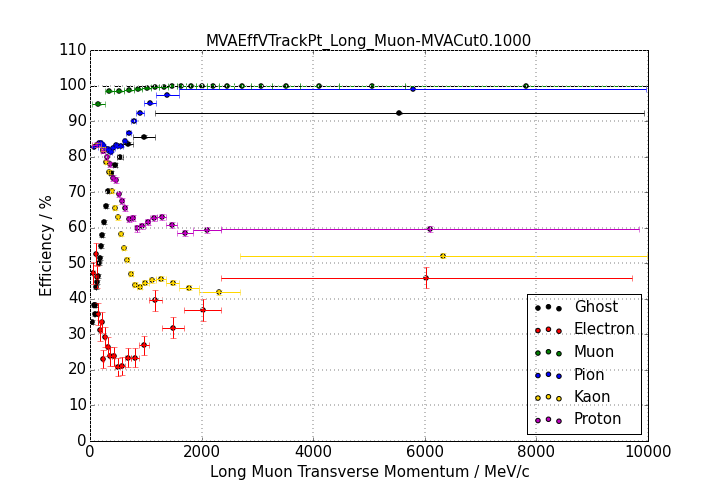 MVAEffVTrackPt_Long_Muon-MVACut0.1000
110
100
90
80
70
60
50
40
30
20
10
0
Efficiency / %
0 2000 4000 6000 8000 10000
Long Muon Transverse Momentum / MeV/c
Ghost
Electron
Muon
Pion
Kaon
Proton